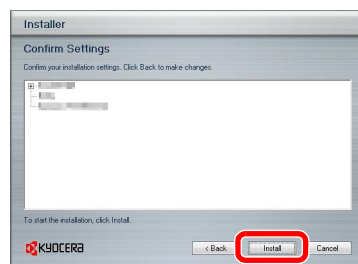 Installer
Confirm Settings
Confirm your installation settings. Click Back to make changes.
To start the installation, click Install.
KYOCERA
< Back
Install
Cancel